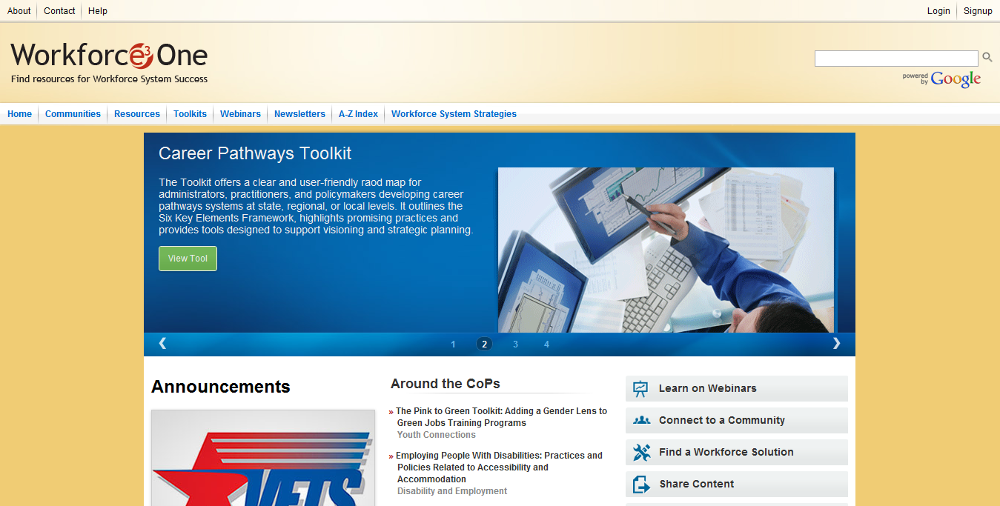 About
Contact
Help
Login
Signup
Workforce3 One
Find resources for Workforce System Success
powered by Google
Home
Communities
Resources
Toolkits
Webinars
Newsletters
A-Z Index
Workforce System Strategies
Career Pathways Toolkit
The Toolkit offers a clear and user-friendly raod map for
administrators, practitioners, and policymakers developing career
pathways systems at state, regional, or local levels. It outlines the
Six Key Elements Framework, highlights promising practices and
provides tools designed to support visioning and strategic planning.
View Tool
❮
1
2
3
4
❯
Announcements
VETS
Around the CoPs
» The Pink to Green Toolkit: Adding a Gender Lens to
Green Jobs Training Programs
Youth Connections
» Employing People With Disabilities: Practices and
Policies Related to Accessibility and
Accommodation
Disability and Employment
Learn on Webinars
Connect to a Community
Find a Workforce Solution
Share Content